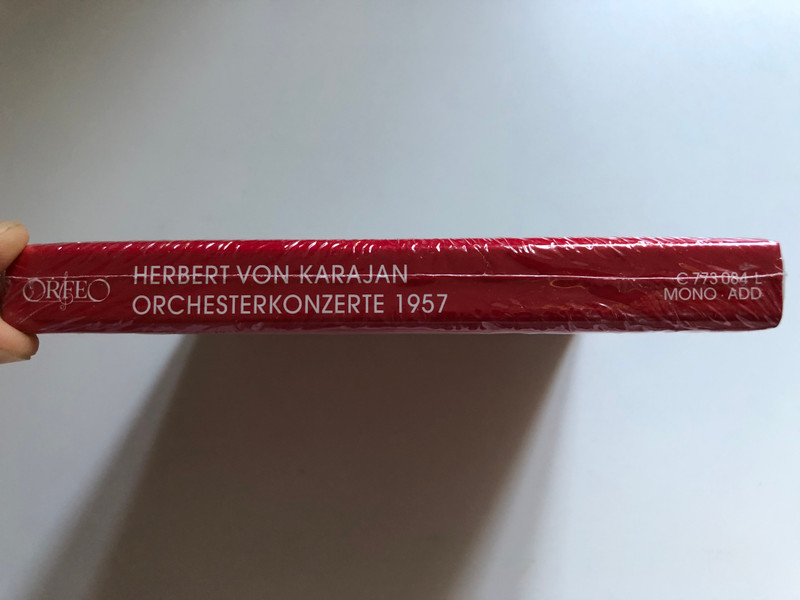 ORFEO
HERBERT VON KARAJAN
ORCHESTERKONZERTE 1957
C 773 084 L
MONO · ADD